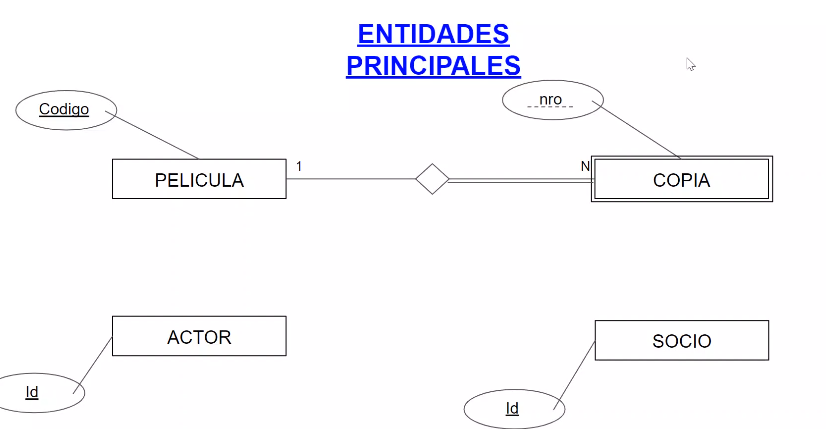 ENTIDADES
PRINCIPALES
Codigo
nro
1
N
PELICULA
COPIA
ACTOR
SOCIO
Id
Id